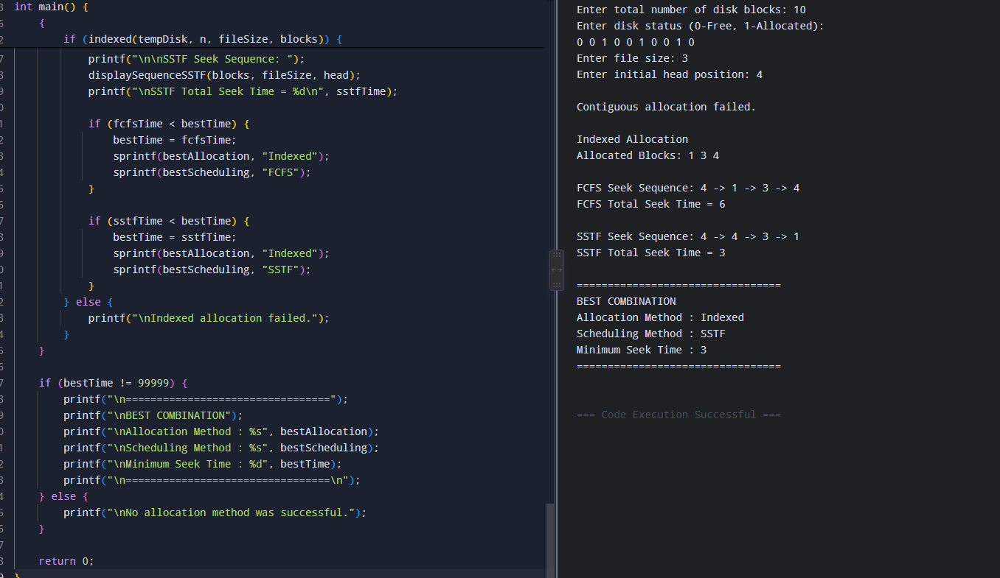 int main() {
{
if (indexed(tempDisk, n, fileSize, blocks)) {
printf("\n\nSSTF Seek Sequence: ");
displaySequenceSSTF(blocks, fileSize, head);
printf("\nSSTF Total Seek Time = %d\n", sstfTime);
if (fcfsTime < bestTime) {
bestTime = fcfsTime;
sprintf(bestAllocation, "Indexed");
sprintf(bestScheduling, "FCFS");
}
if (sstfTime < bestTime) {
bestTime = sstfTime;
sprintf(bestAllocation, "Indexed");
sprintf(bestScheduling, "SSTF");
}
} else {
printf("\nIndexed allocation failed.");
}
}
if (bestTime != 99999) {
printf("\n=================================");
printf("\nBEST COMBINATION");
printf("\nAllocation Method : %s", bestAllocation);
printf("\nScheduling Method : %s", bestScheduling);
printf("\nMinimum Seek Time : %d", bestTime);
printf("\n=================================\n");
} else {
printf("\nNo allocation method was successful.");
}
return 0;
}
Enter total number of disk blocks: 10
Enter disk status (0-Free, 1-Allocated):
0 0 1 0 0 1 0 0 1 0
Enter file size: 3
Enter initial head position: 4
Contiguous allocation failed.
Indexed Allocation
Allocated Blocks: 1 3 4
FCFS Seek Sequence: 4 -> 1 -> 3 -> 4
FCFS Total Seek Time = 6
SSTF Seek Sequence: 4 -> 4 -> 3 -> 1
SSTF Total Seek Time = 3
=================================
BEST COMBINATION
Allocation Method : Indexed
Scheduling Method : SSTF
Minimum Seek Time : 3
=================================
=== Code Execution Successful ===